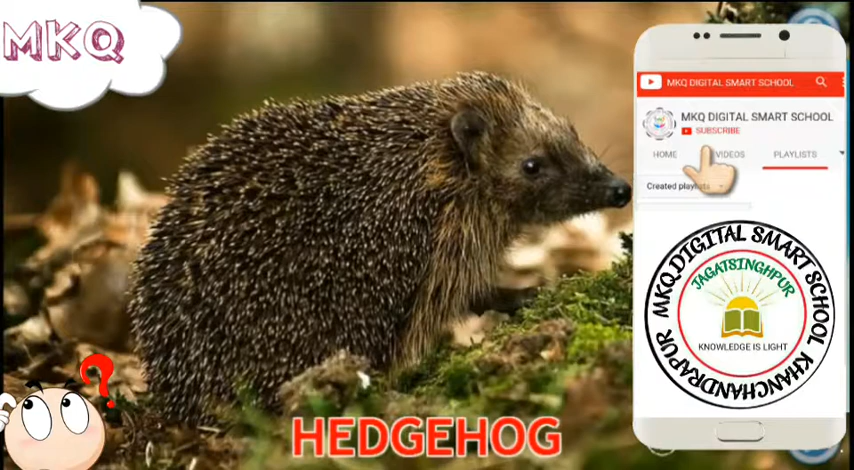 MKQ
MKQ DIGITAL SMART SCHOOL
MKQ DIGITAL SMART SCHOOL
SUBSCRIBE
HOME
VIDEOS
PLAYLISTS
Created playlists
MKQ.DIGITAL SMART SCHOOL
JAGATSINGHPUR
KNOWLEDGE IS LIGHT
CHANDRAPUR KHANCHANDRAPUR
?
HEDGEHOG